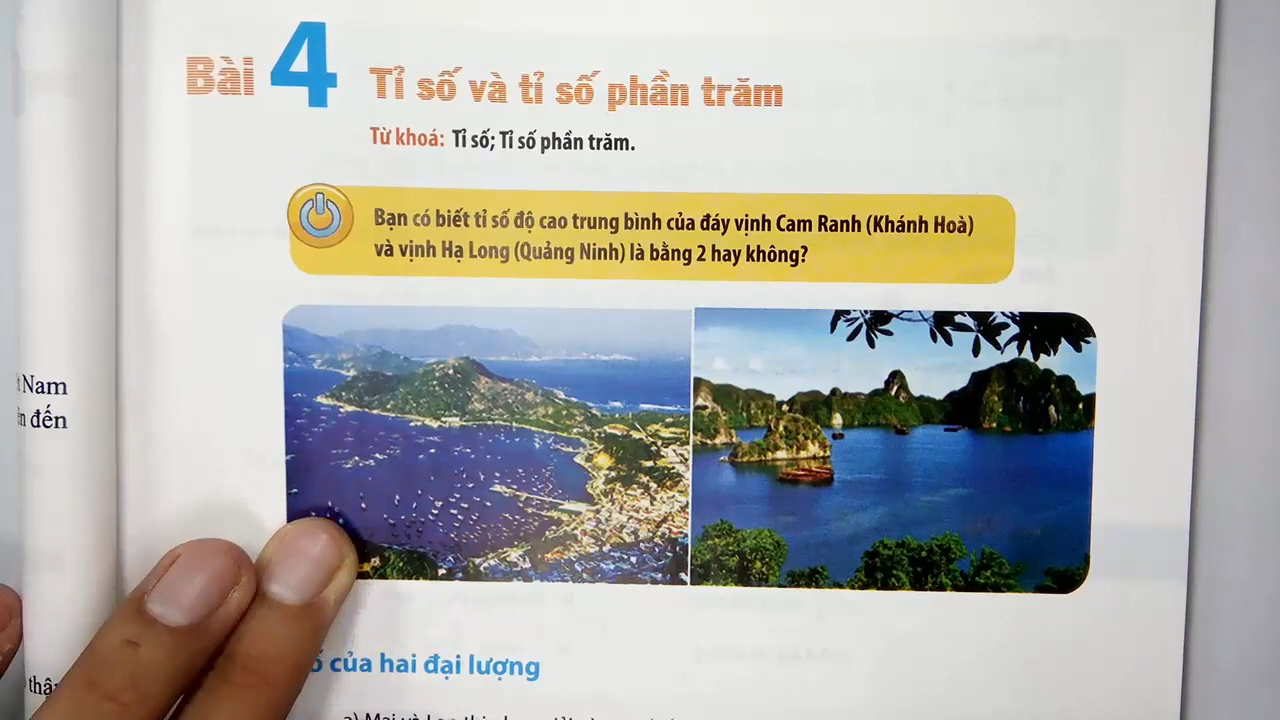 Bài 4 Tỉ số và tỉ số phần trăm
Từ khoá: Tỉ số; Tỉ số phần trăm.
Bạn có biết tỉ số độ cao trung bình của đáy vịnh Cam Ranh (Khánh Hoà)
và vịnh Hạ Long (Quảng Ninh) là bằng 2 hay không?
Nam
đến
của hai đại lượng
a) Mai và